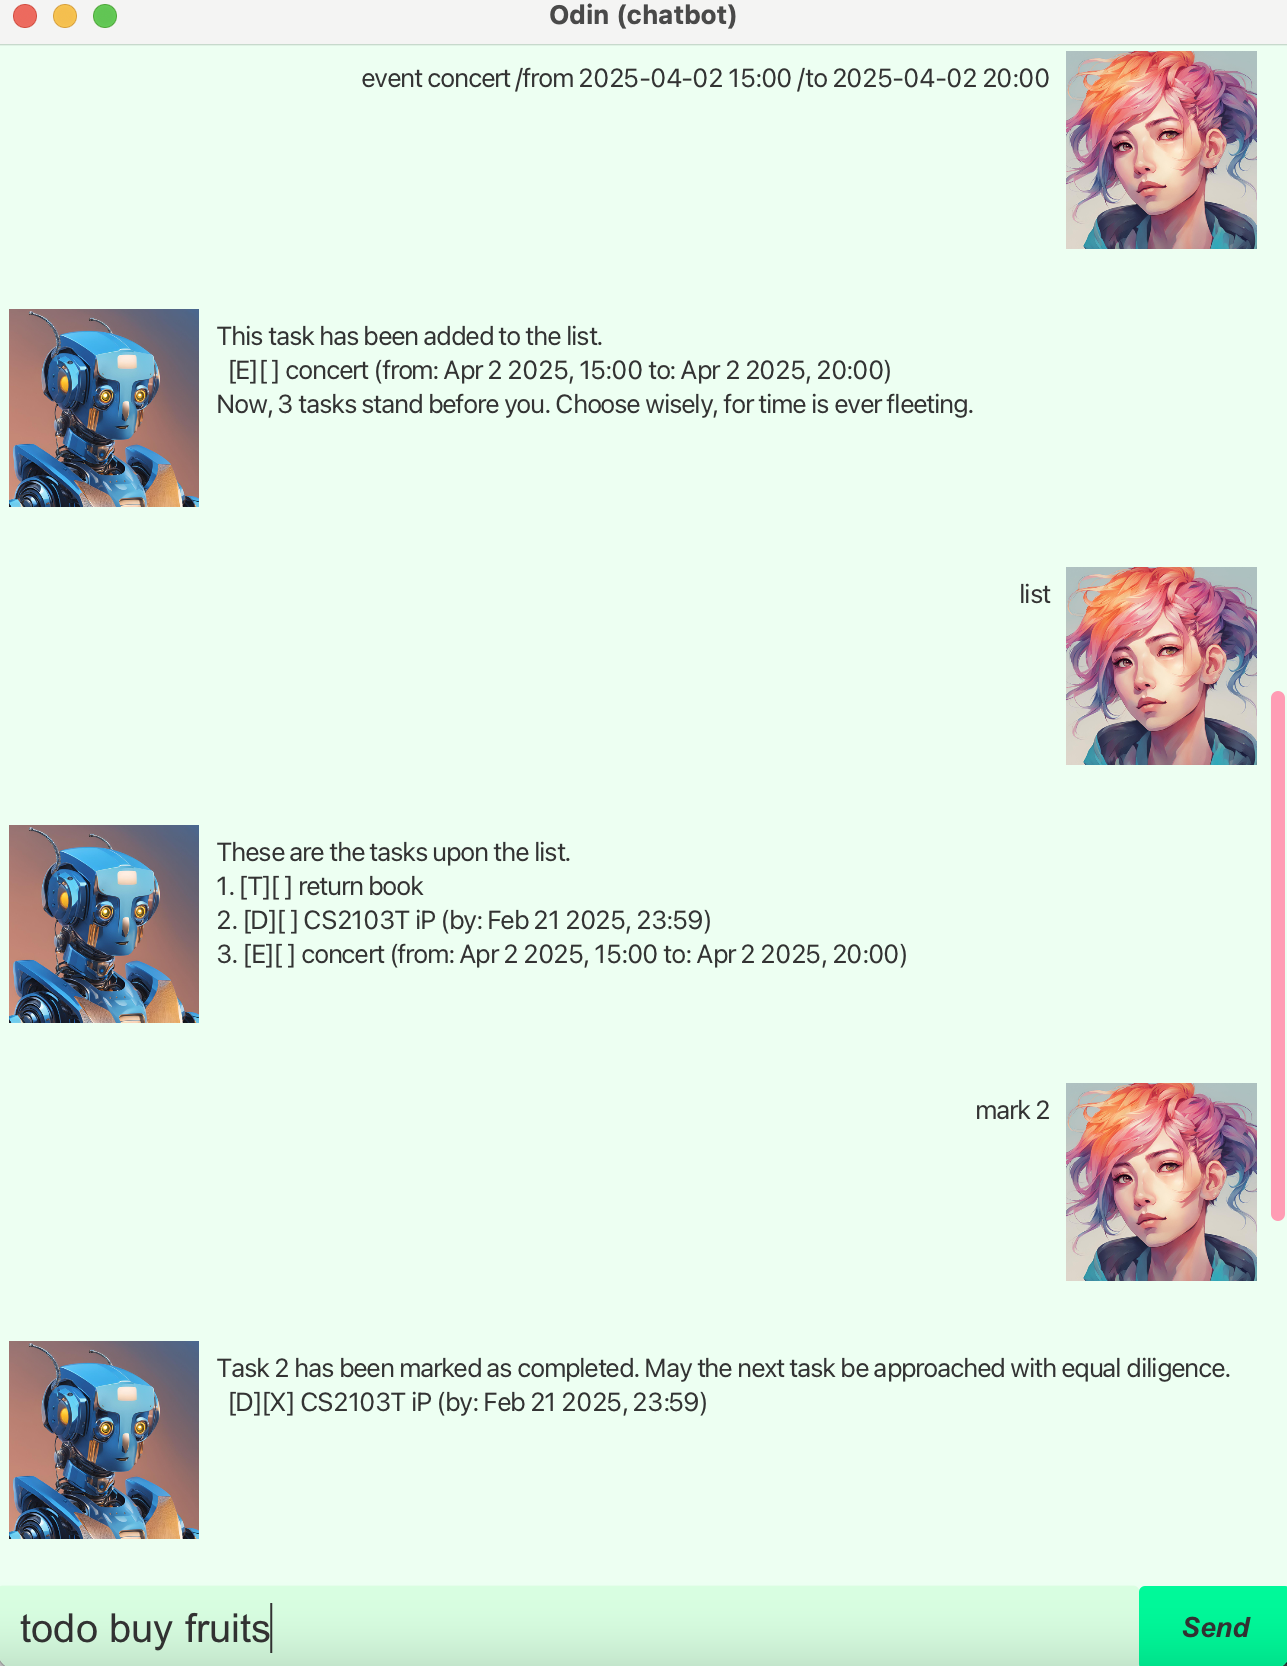 Odin (chatbot)
event concert /from 2025-04-02 15:00 /to 2025-04-02 20:00
This task has been added to the list.
[E][ ] concert (from: Apr 2 2025, 15:00 to: Apr 2 2025, 20:00)
Now, 3 tasks stand before you. Choose wisely, for time is ever fleeting.
list
These are the tasks upon the list.
1. [T][ ] return book
2. [D][ ] CS2103T iP (by: Feb 21 2025, 23:59)
3. [E][ ] concert (from: Apr 2 2025, 15:00 to: Apr 2 2025, 20:00)
mark 2
Task 2 has been marked as completed. May the next task be approached with equal diligence.
[D][X] CS2103T iP (by: Feb 21 2025, 23:59)
todo buy fruits
Send